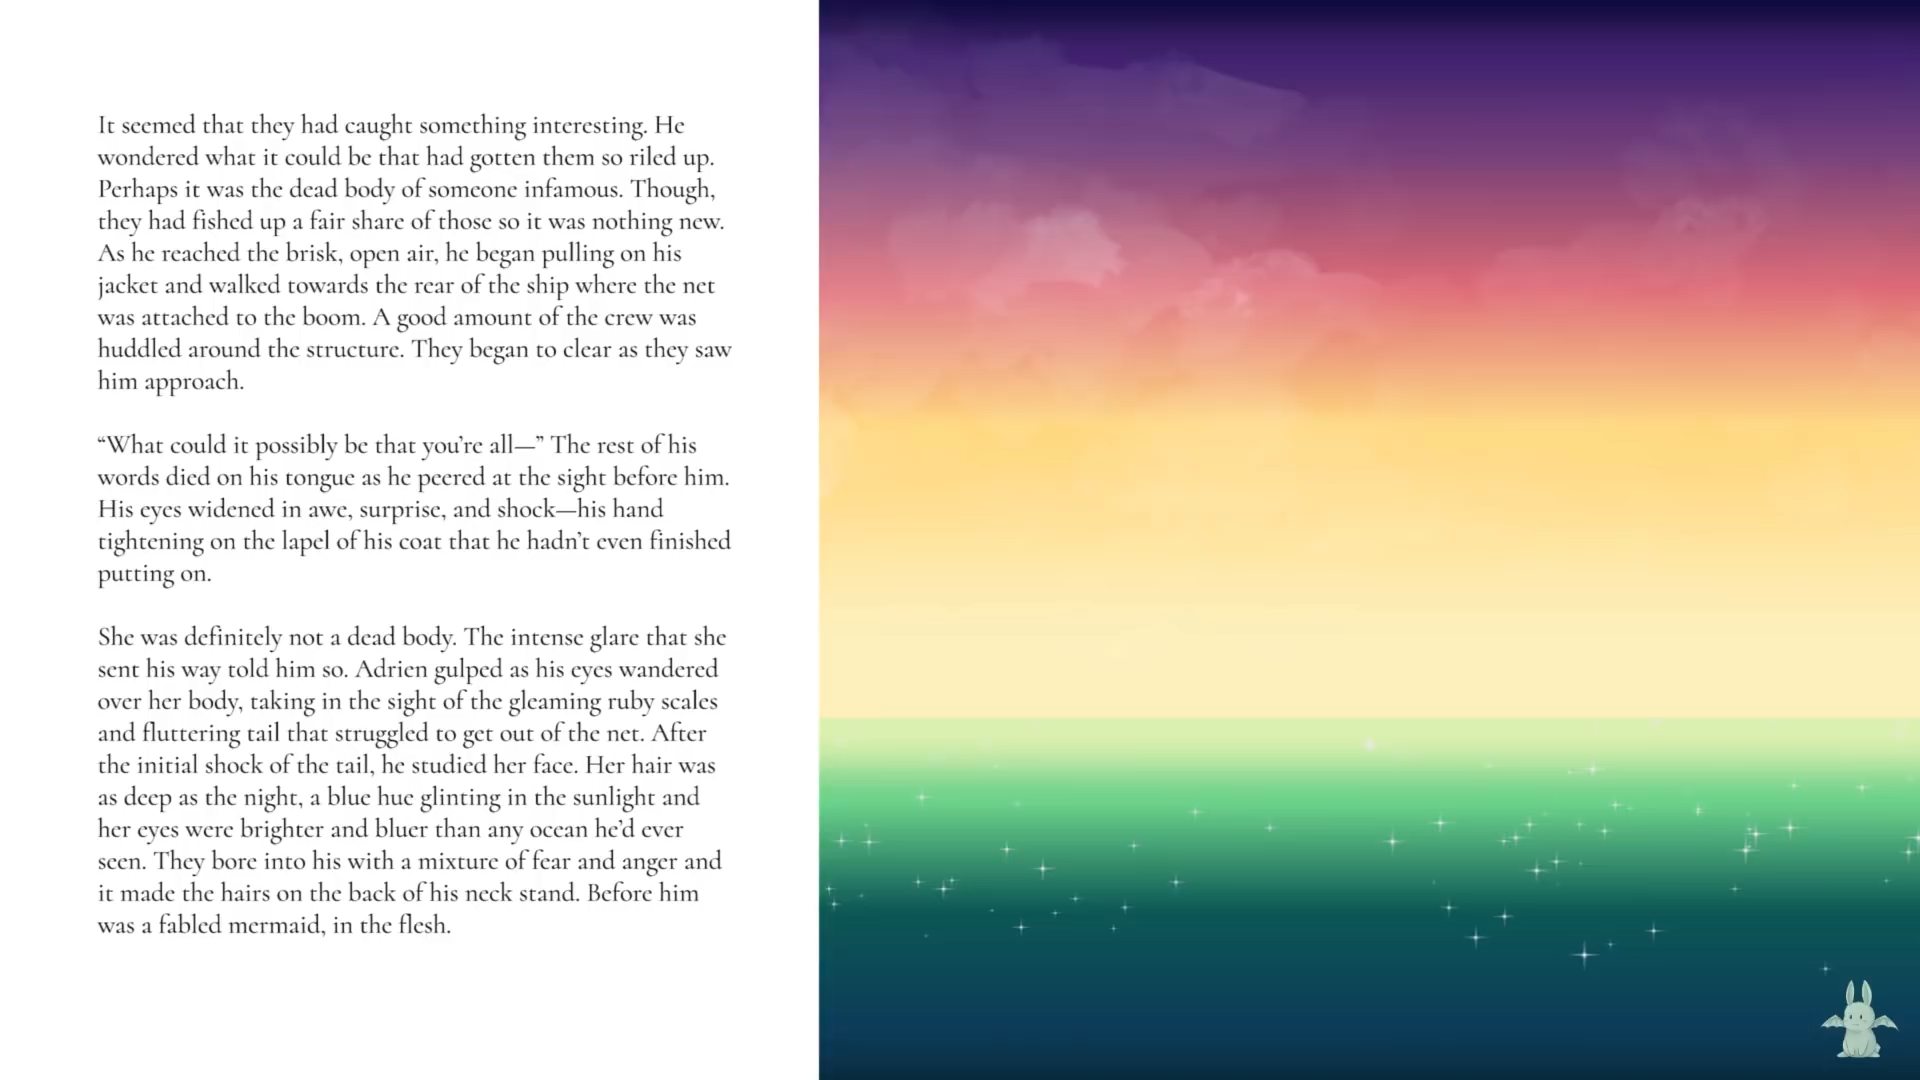 It seemed that they had caught something interesting. He
wondered what it could be that had gotten them so riled up.
Perhaps it was the dead body of someone infamous. Though,
they had fished up a fair share of those so it was nothing new.
As he reached the brisk, open air, he began pulling on his
jacket and walked towards the rear of the ship where the net
was attached to the boom. A good amount of the crew was
huddled around the structure. They began to clear as they saw
him approach.
“What could it possibly be that you’re all—” The rest of his
words died on his tongue as he peered at the sight before him.
His eyes widened in awe, surprise, and shock—his hand
tightening on the lapel of his coat that he hadn’t even finished
putting on.
She was definitely not a dead body. The intense glare that she
sent his way told him so. Adrien gulped as his eyes wandered
over her body, taking in the sight of the gleaming ruby scales
and fluttering tail that struggled to get out of the net. After
the initial shock of the tail, he studied her face. Her hair was
as deep as the night, a blue hue glinting in the sunlight and
her eyes were brighter and bluer than any ocean he’d ever
seen. They bore into his with a mixture of fear and anger and
it made the hairs on the back of his neck stand. Before him
was a fabled mermaid, in the flesh.